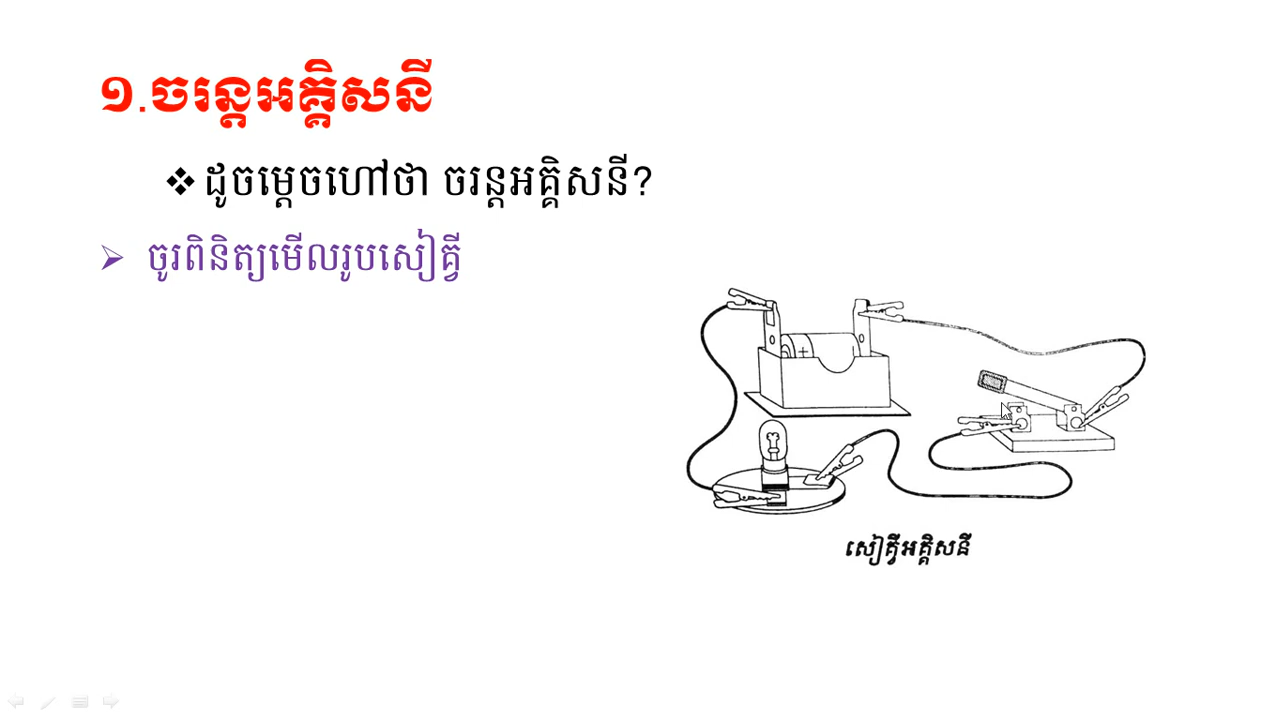 ១.ចរន្តអគ្គិសនី
❖ ដូចម្ដេចហៅថា ចរន្តអគ្គិសនី?
➢ ចូរពិនិត្យមើលរូបសៀគ្វី
+
សៀគ្វីអគ្គិសនី